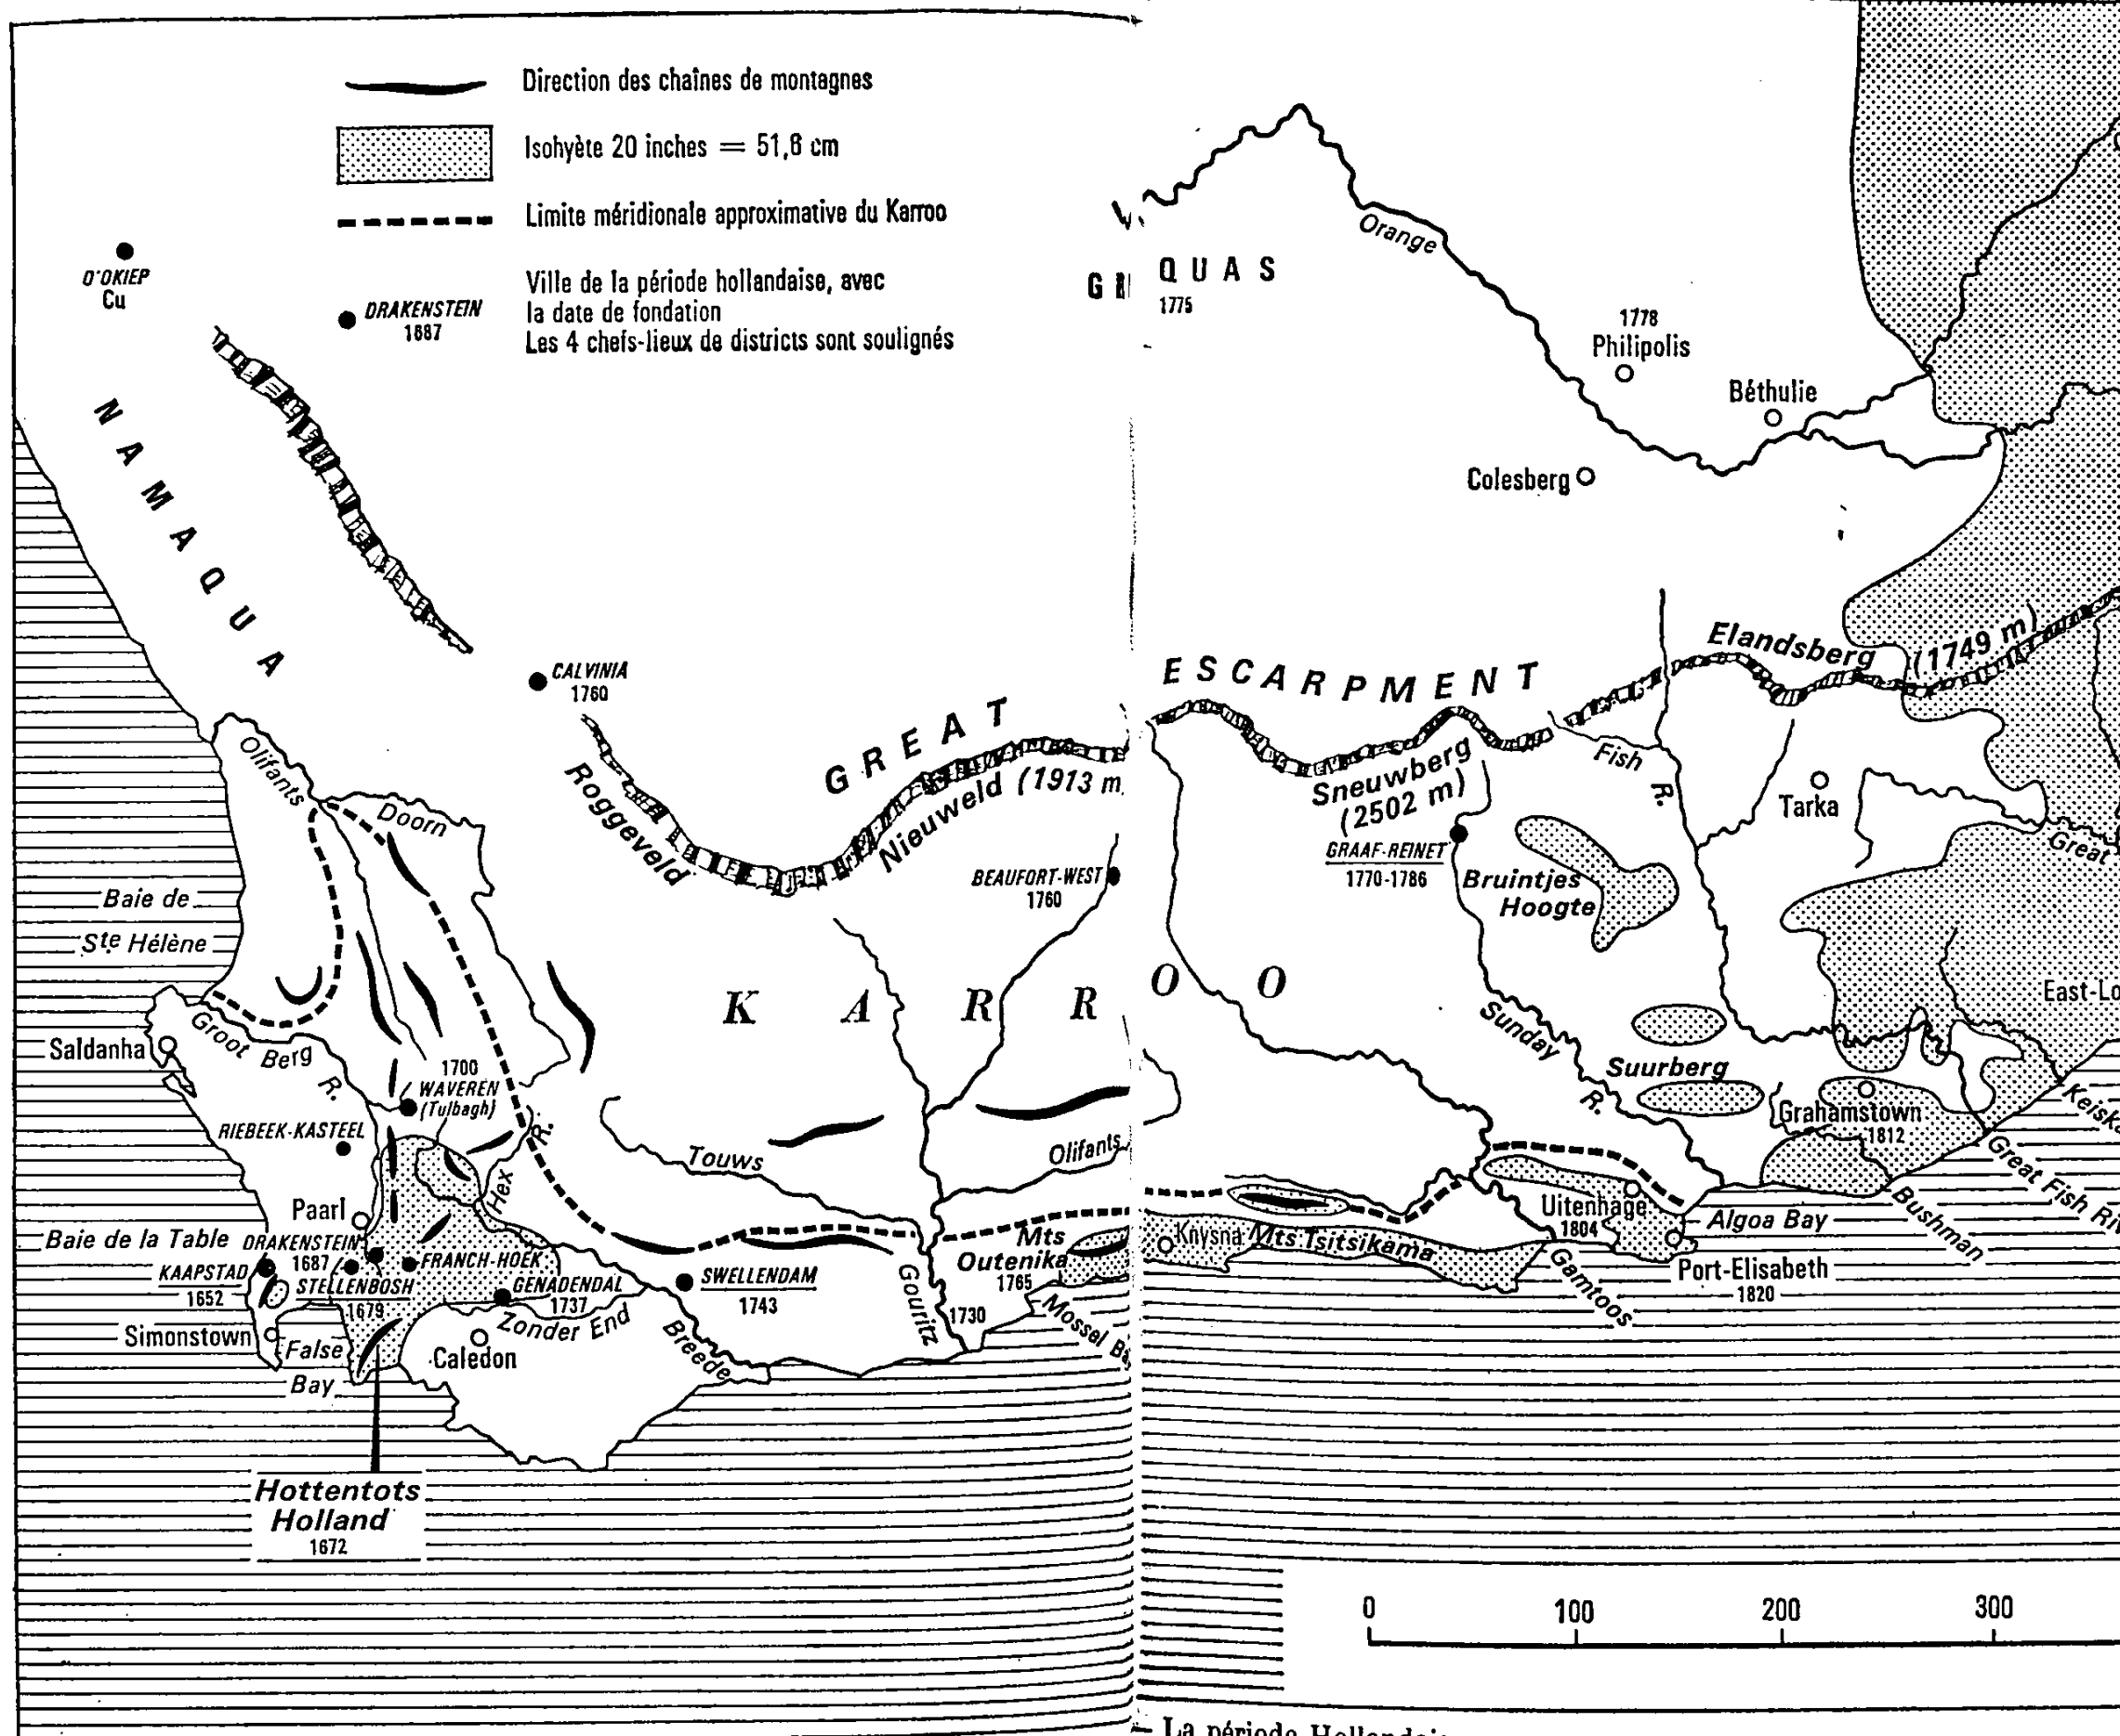 Direction des chaînes de montagnes
Isohyète 20 inches = 51,8 cm
Limite méridionale approximative du Karroo
DRAKENSTEIN
1687
Ville de la période hollandaise, avec
la date de fondation
Les 4 chefs-lieux de districts sont soulignés
O'OKIEP
Cu
NAMAQUA
QUAS
1775
Orange
1778
Philipolis
Béthulie
Colesberg
CALVINIA
1760
GREAT
ESCARPMENT
Elandsberg (1749 m)
Roggeveld
Nieuweld (1913 m
Sneuwberg
(2502 m)
Fish R.
Tarka
Great
Olifants
Doorn
BEAUFORT-WEST
1760
GRAAF-REINET
1770-1786
Bruintjes
Hoogte
Baie de
Ste Hélène
KARROO
East-Lo
Saldanha
Groot Berg R.
1700
WAVEREN
(Tulbagh)
RIEBEEK-KASTEEL
Sunday R.
Suurberg
Grahamstown
1812
Keiska
Great Fish Ri
Bushman
Touws
Olifants
Hex R.
Paarl
Baie de la Table
DRAKENSTEIN
1687
FRANCH-HOEK
KAAPSTAD
1652
STELLENBOSH
1679
GENADENDAL
1737
SWELLENDAM
1743
Simonstown
False
Bay
Caledon
Zonder End
Breede
Gouritz
1730
Mossel Ba
Mts
Outenika
1765
Knysna
Mts Tsitsikama
Uitenhage
1804
Algoa Bay
Port-Elisabeth
1820
Gamtoos
Hottentots
Holland
1672
0 100 200 300
La période Hollandai